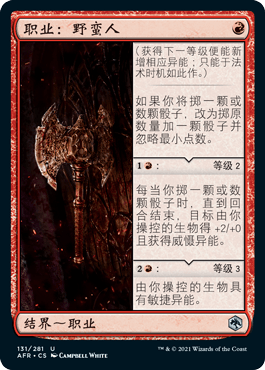 职业：野蛮人
（获得下一等级便能新
增相应异能；只能于法
术时机如此作。）
如果你将掷一颗或
数颗骰子，改为掷原
数量加一颗骰子并
忽略最小点数。
1 : 等级 2
每当你掷一颗或数
颗骰子时，直到回
合结束，目标由你
操控的生物得 +2/+0
且获得威慑异能。
2 : 等级 3
由你操控的生物具
有敏捷异能。
结界～职业
131/281 U
AFR • CS CAMPBELL WHITE
™ & © 2021 Wizards of the Coast